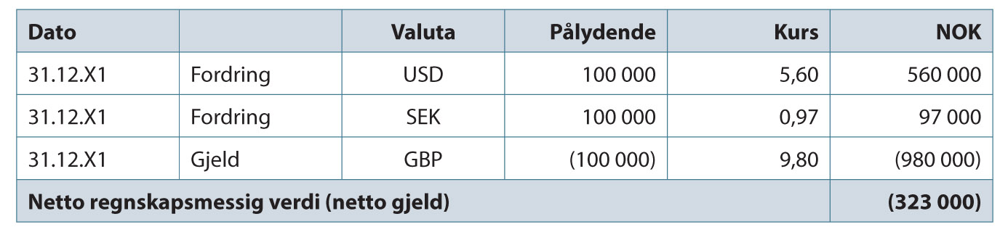 Dato Valuta Pålydende Kurs NOK
31.12.X1 Fordring USD 100 000 5,60 560 000
31.12.X1 Fordring SEK 100 000 0,97 97 000
31.12.X1 Gjeld GBP (100 000) 9,80 (980 000)
Netto regnskapsmessig verdi (netto gjeld) (323 000)